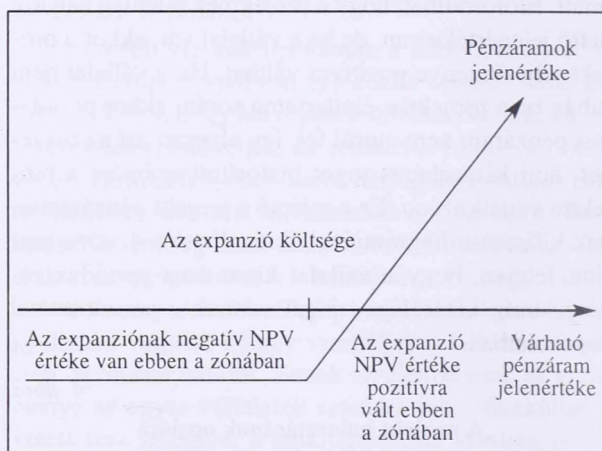 Pénzáramok
jelenértéke
Az expanzió költsége
Az expanziónak negatív NPV
értéke van ebben a zónában
Az expanzió
NPV értéke
pozitívra
vált ebben
a zónában
Várható
pénzáram
jelenértéke